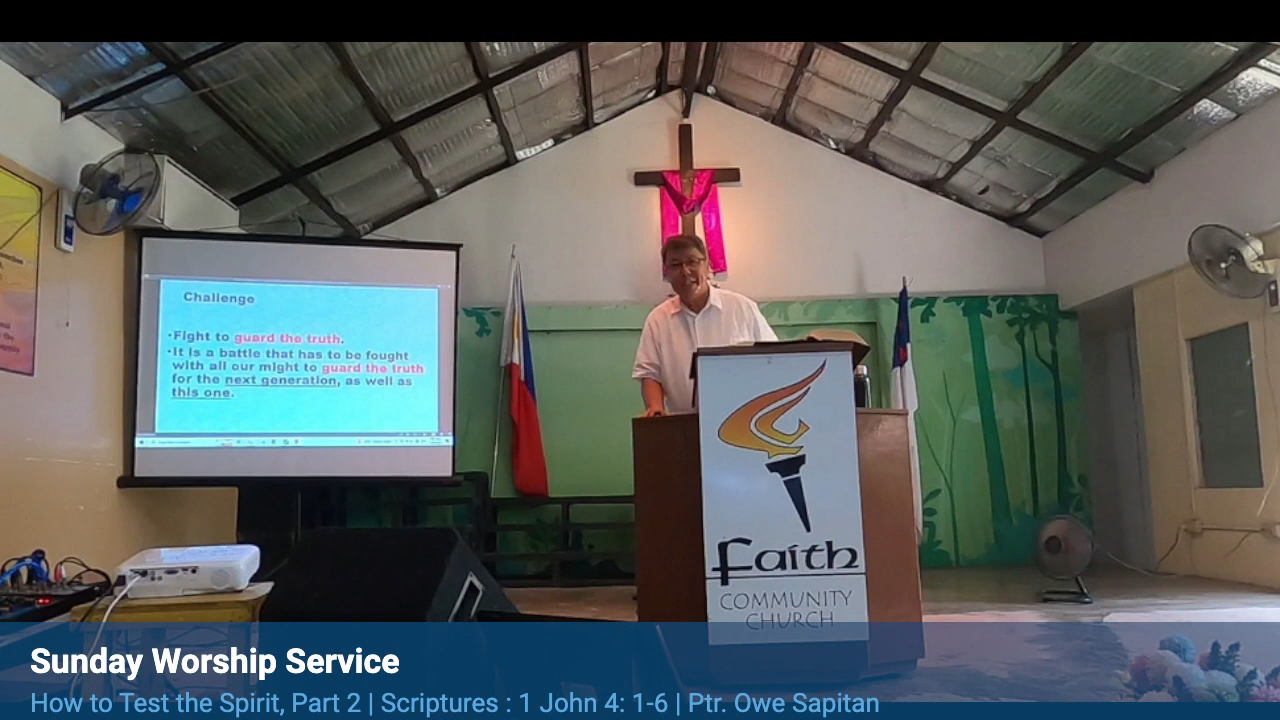 Challenge
•Fight to guard the truth.
•It is a battle that has to be fought
with all our might to guard the truth
for the next generation, as well as
this one.
Faith
COMMUNITY
CHURCH
Sunday Worship Service
How to Test the Spirit, Part 2 | Scriptures : 1 John 4: 1-6 | Ptr. Owe Sapitan